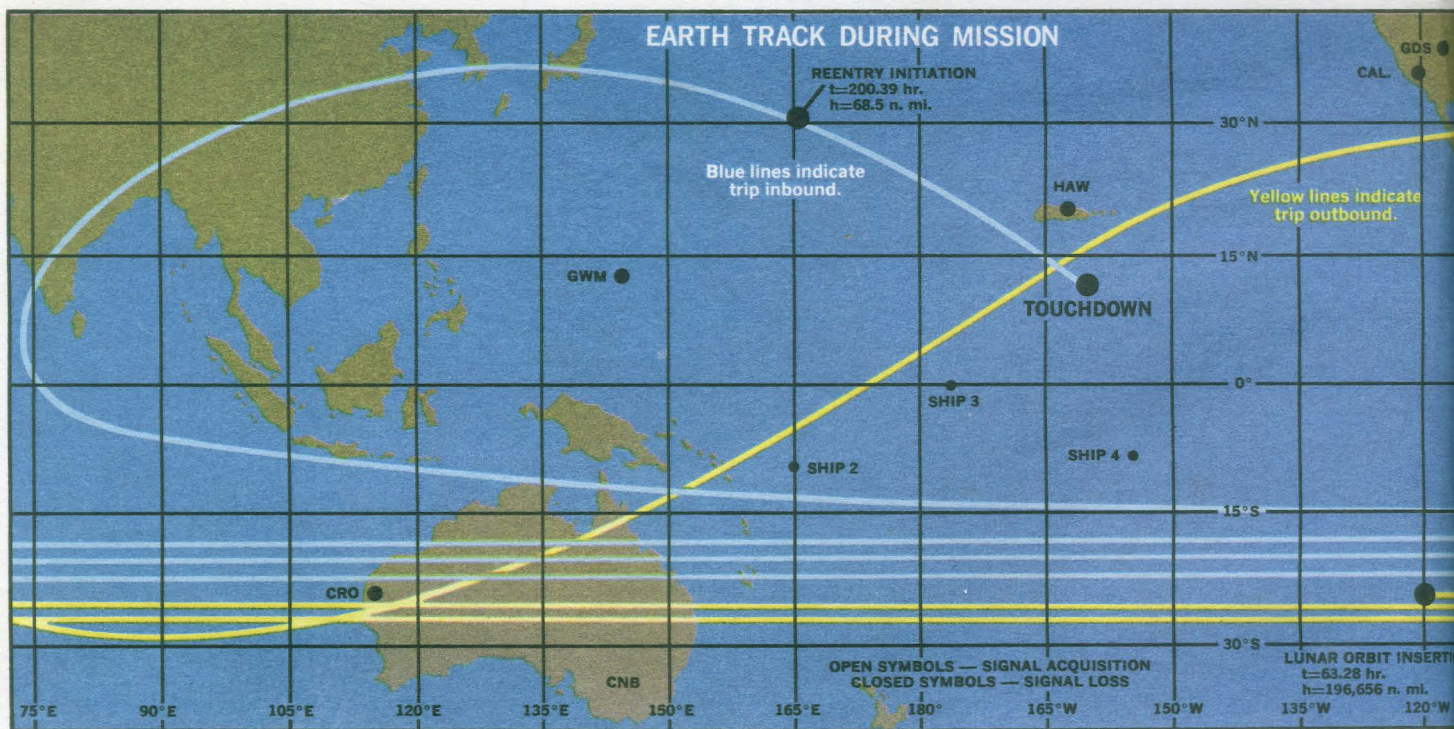 EARTH TRACK DURING MISSION
GDS
CAL.
REENTRY INITIATION
t=200.39 hr.
h=68.5 n. mi.
30°N
Blue lines indicate
trip inbound.
HAW
Yellow lines indicate
trip outbound.
15°N
GWM
TOUCHDOWN
0°
SHIP 3
SHIP 4
SHIP 2
15°S
CRO
30°S
OPEN SYMBOLS — SIGNAL ACQUISITION
CLOSED SYMBOLS — SIGNAL LOSS
LUNAR ORBIT INSERTI
t=63.28 hr.
h=196,656 n. mi.
CNB
75°E 90°E 105°E 120°E 135°E 150°E 165°E 180° 165°W 150°W 135°W 120°W